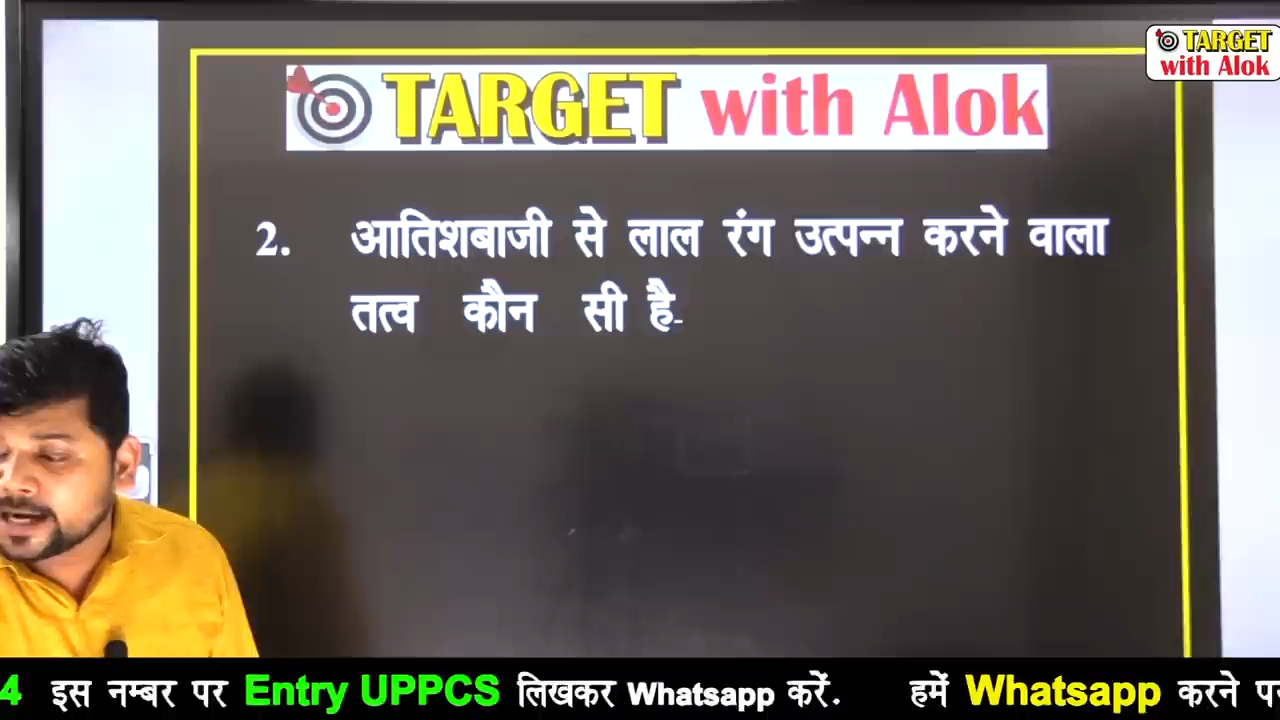 TARGET
with Alok
TARGET with Alok
2. आतिशबाजी से लाल रंग उत्पन्न करने वाला
तत्व कौन सी है-
4 इस नम्बर पर Entry UPPCS लिखकर Whatsapp करें. हमें Whatsapp करने पर